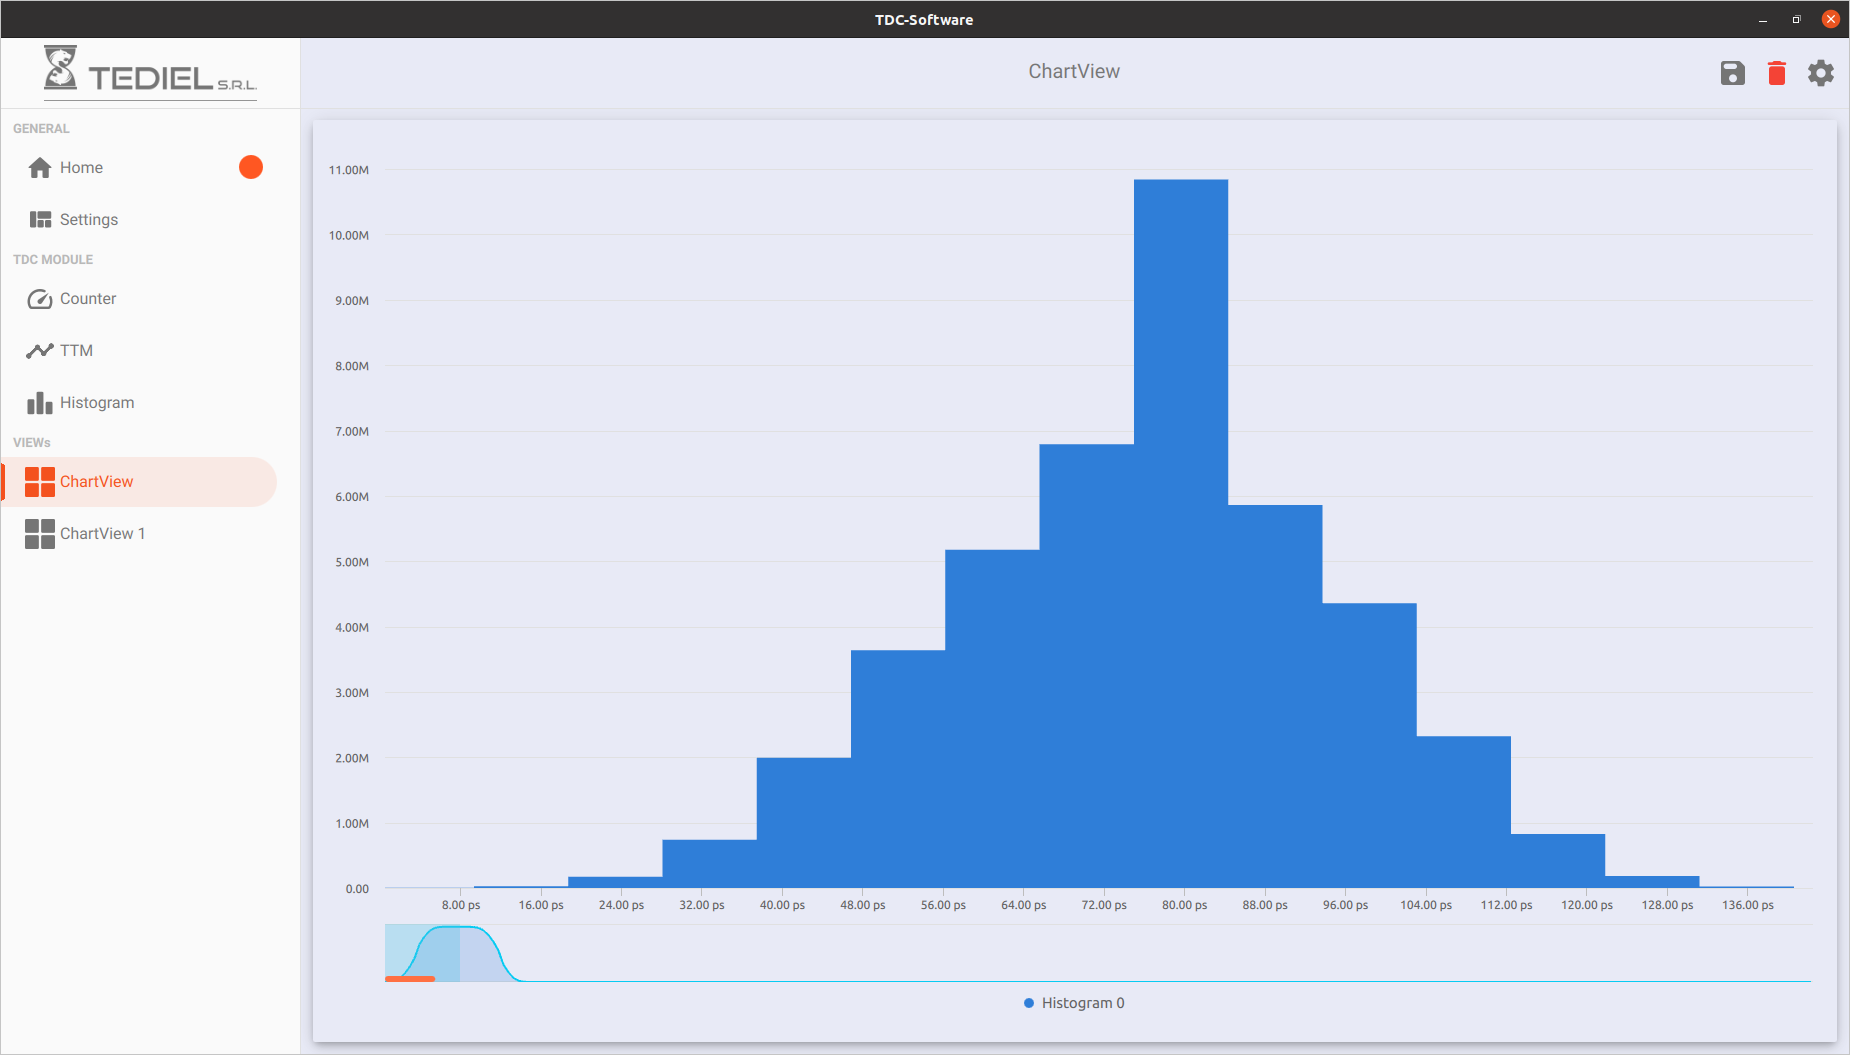 TDC-Software
TEDIEL S.R.L.
ChartView
GENERAL
Home
Settings
TDC MODULE
Counter
TTM
Histogram
VIEWs
ChartView
ChartView 1
11.00M
10.00M
9.00M
8.00M
7.00M
6.00M
5.00M
4.00M
3.00M
2.00M
1.00M
0.00
8.00 ps 16.00 ps 24.00 ps 32.00 ps 40.00 ps 48.00 ps 56.00 ps 64.00 ps 72.00 ps 80.00 ps 88.00 ps 96.00 ps 104.00 ps 112.00 ps 120.00 ps 128.00 ps 136.00 ps
Histogram 0